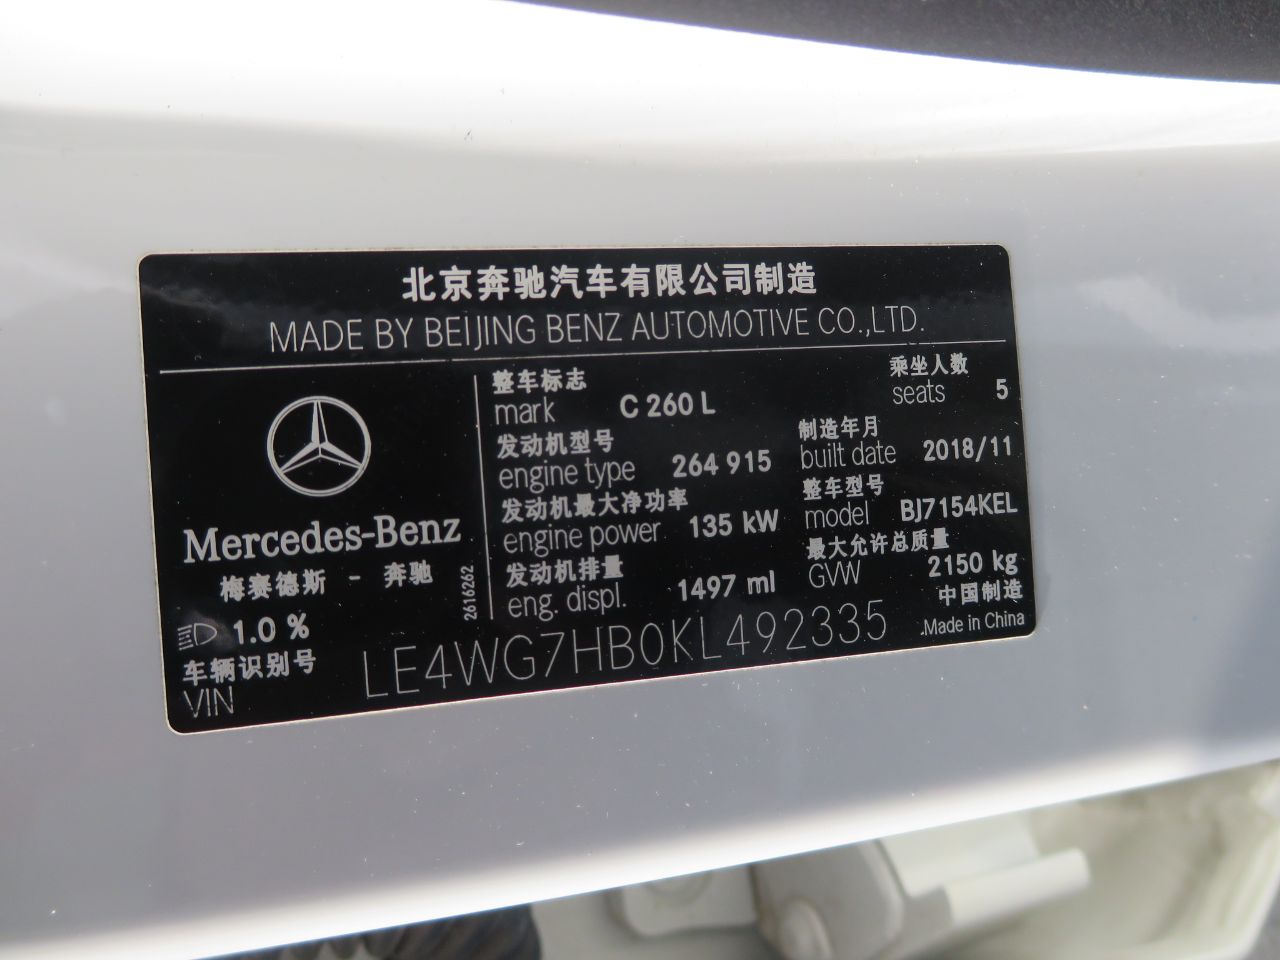 北京奔驰汽车有限公司制造
MADE BY BEIJING BENZ AUTOMOTIVE CO.,LTD.
Mercedes-Benz
梅赛德斯 - 奔驰
1.0 %
2616262
整车标志
mark C 260 L
乘坐人数
seats 5
发动机型号
engine type 264 915
制造年月
built date 2018/11
发动机最大净功率
engine power 135 kW
整车型号
model BJ7154KEL
发动机排量
eng. displ. 1497 ml
最大允许总质量
GVW 2150 kg
中国制造
Made in China
车辆识别号
VIN LE4WG7HB0KL492335